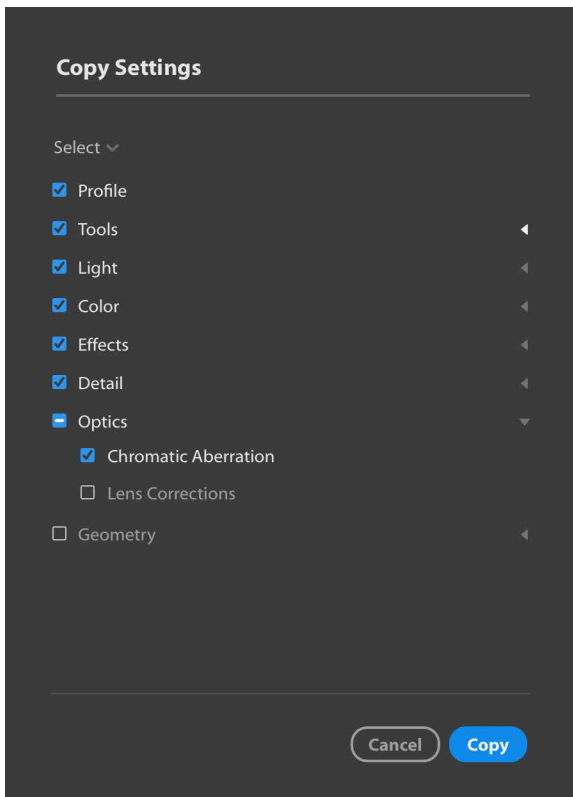 Copy Settings
Select
Profile
Tools
Light
Color
Effects
Detail
Optics
Chromatic Aberration
Lens Corrections
Geometry
Cancel Copy